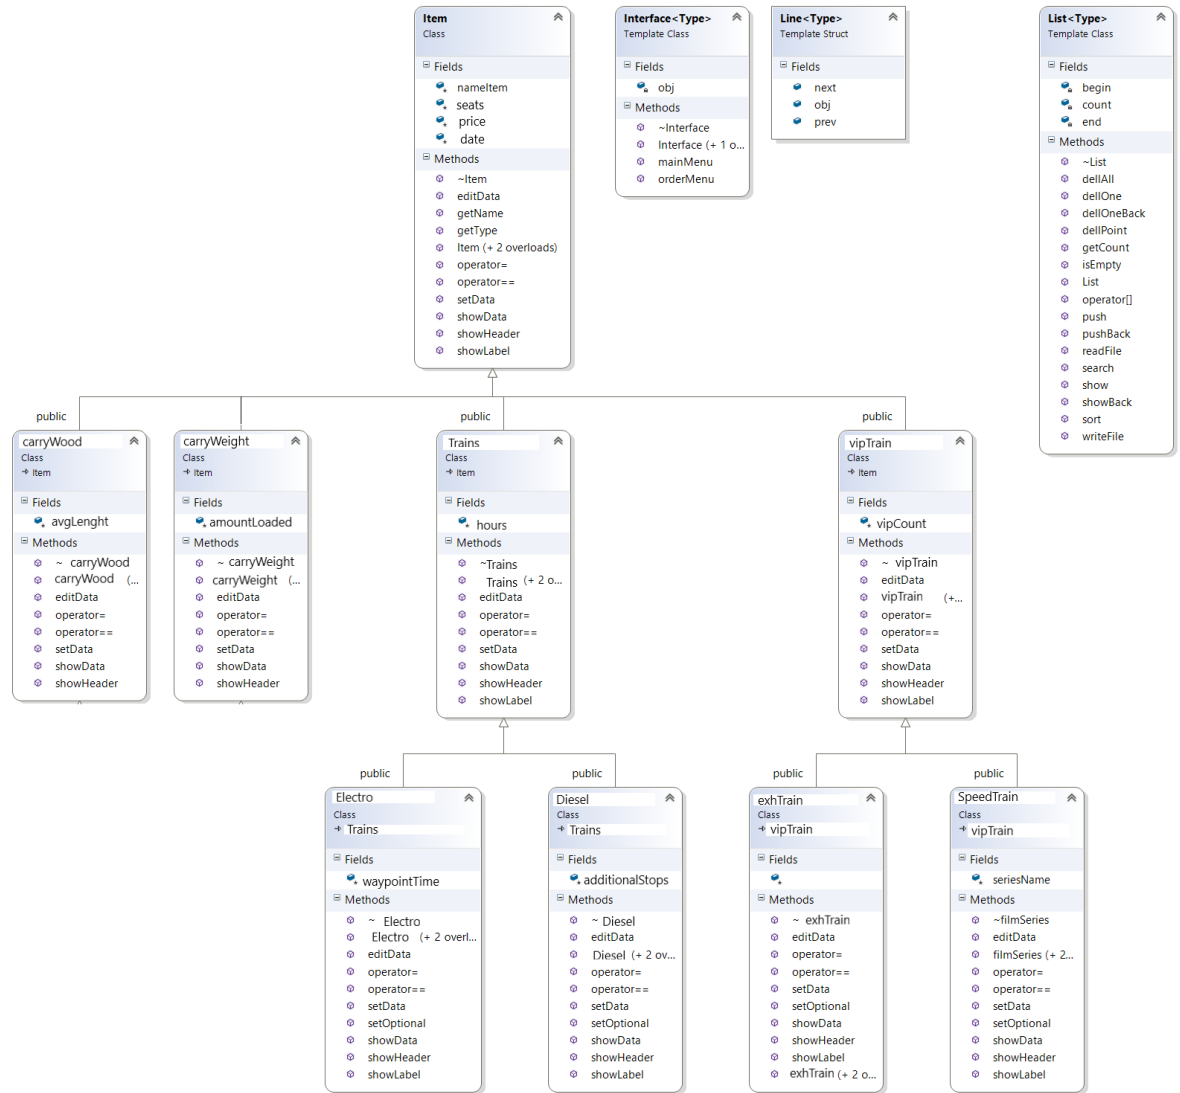 Item
Class
Fields
nameItem
seats
price
date
Methods
~Item
editData
getName
getType
Item (+ 2 overloads)
operator=
operator==
setData
showData
showHeader
showLabel
Interface<Type>
Template Class
Fields
obj
Methods
~Interface
Interface (+ 1 o...
mainMenu
orderMenu
Line<Type>
Template Struct
Fields
next
obj
prev
List<Type>
Template Class
Fields
begin
count
end
Methods
~List
dellAll
dellOne
dellOneBack
dellPoint
getCount
isEmpty
List
operator[]
push
pushBack
readFile
search
show
showBack
sort
writeFile
public
carryWood
Class
Item
Fields
avgLenght
Methods
~ carryWood
carryWood (...
editData
operator=
operator==
setData
showData
showHeader
carryWeight
Class
Item
Fields
amountLoaded
Methods
~ carryWeight
carryWeight (...
editData
operator=
operator==
setData
showData
showHeader
public
Trains
Class
Item
Fields
hours
Methods
~Trains
Trains (+ 2 o...
editData
operator=
operator==
setData
showData
showHeader
showLabel
public
vipTrain
Class
Item
Fields
vipCount
Methods
~ vipTrain
editData
vipTrain (+...
operator=
operator==
setData
showData
showHeader
showLabel
public
Electro
Class
Trains
Fields
waypointTime
Methods
~ Electro
Electro (+ 2 overl...
editData
operator=
operator==
setData
setOptional
showData
showHeader
showLabel
public
Diesel
Class
Trains
Fields
additionalStops
Methods
~ Diesel
editData
Diesel (+ 2 ov...
operator=
operator==
setData
setOptional
showData
showHeader
showLabel
public
exhTrain
Class
vipTrain
Fields
Methods
~ exhTrain
editData
operator=
operator==
setData
setOptional
showData
showHeader
showLabel
exhTrain (+ 2 o...
public
SpeedTrain
Class
vipTrain
Fields
seriesName
Methods
~filmSeries
editData
filmSeries (+ 2...
operator=
operator==
setData
setOptional
showData
showHeader
showLabel